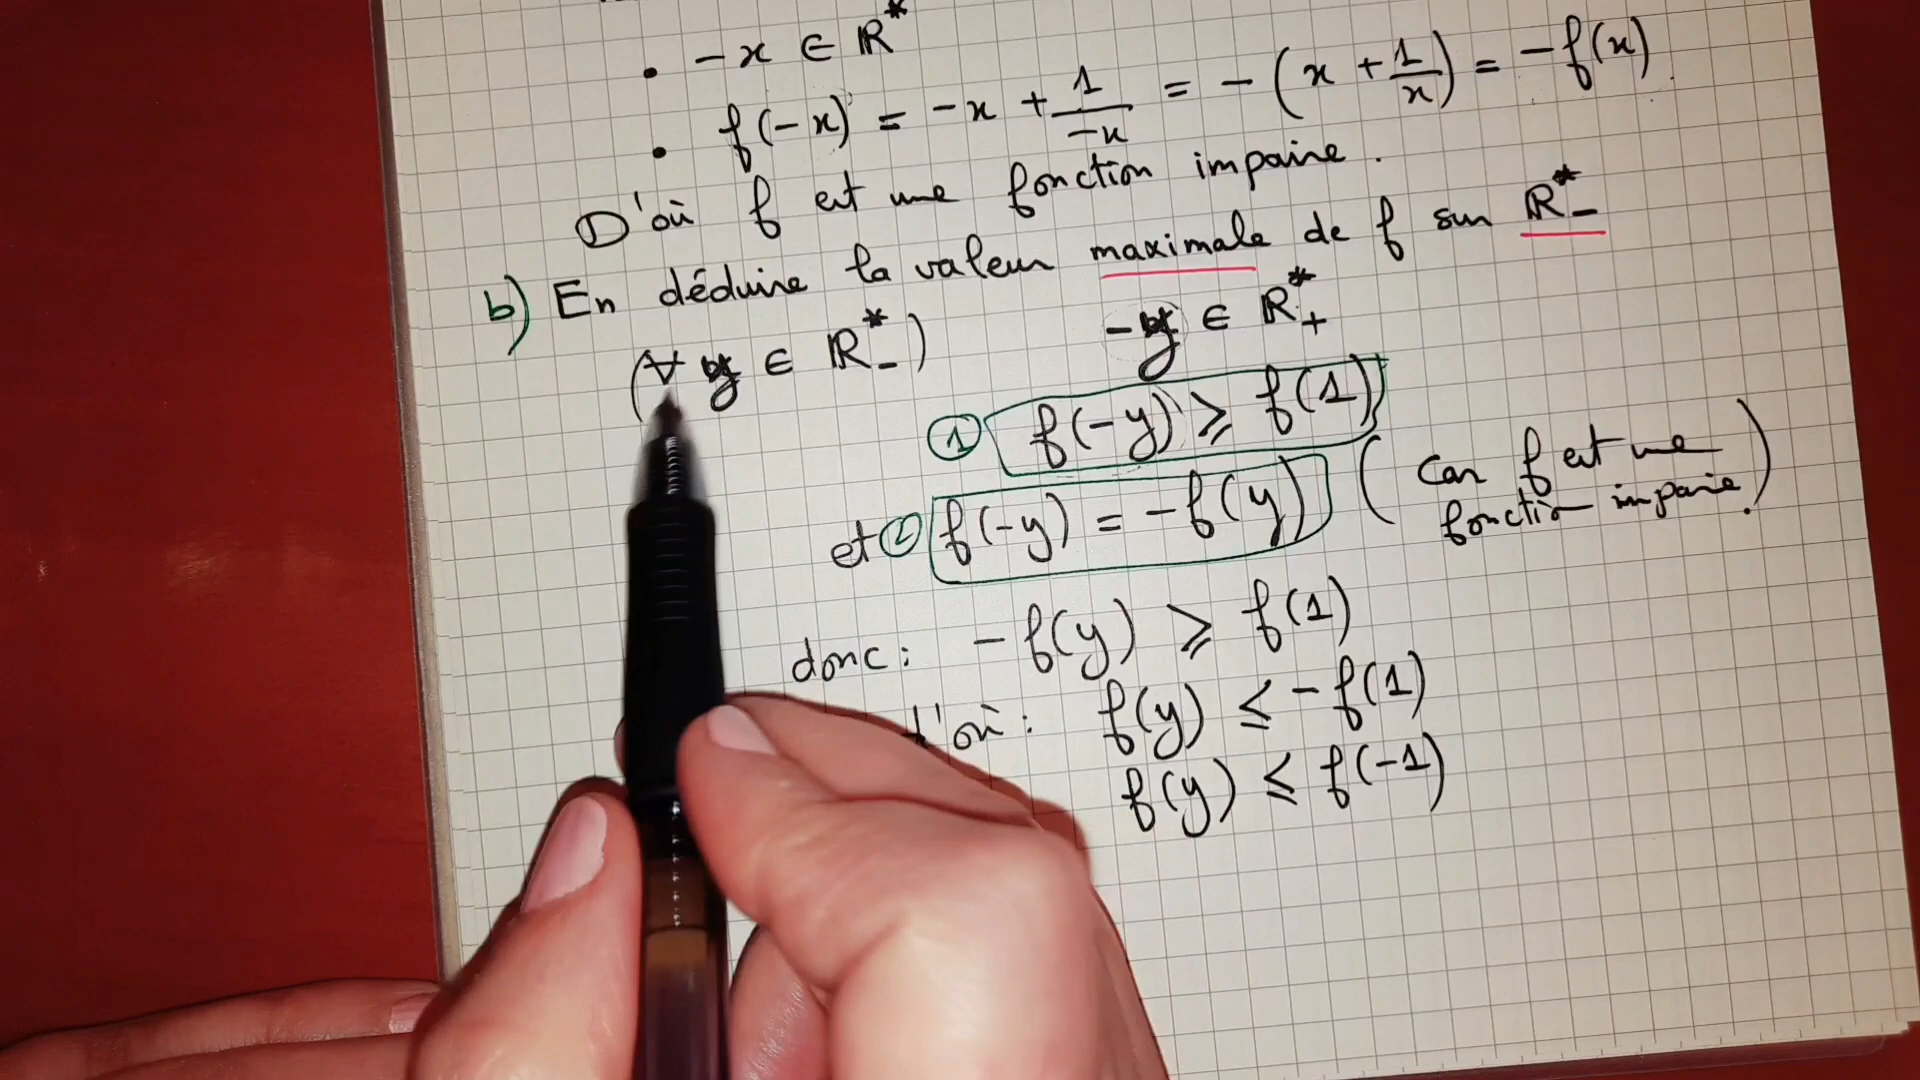 • -x ∈ ℝ*
• f(-x) = -x + 1/-x = -(x + 1/x) = -f(x)
D'où f est une fonction impaire.
b) En déduire la valeur maximale de f sur ℝ*₋
(∀ y ∈ ℝ*₋) -y ∈ ℝ*₊
① f(-y) ≥ f(1)
et ② f(-y) = -f(y) (Car f est une fonction impaire.)
donc: -f(y) ≥ f(1)
d'où: f(y) ≤ -f(1)
f(y) ≤ f(-1)